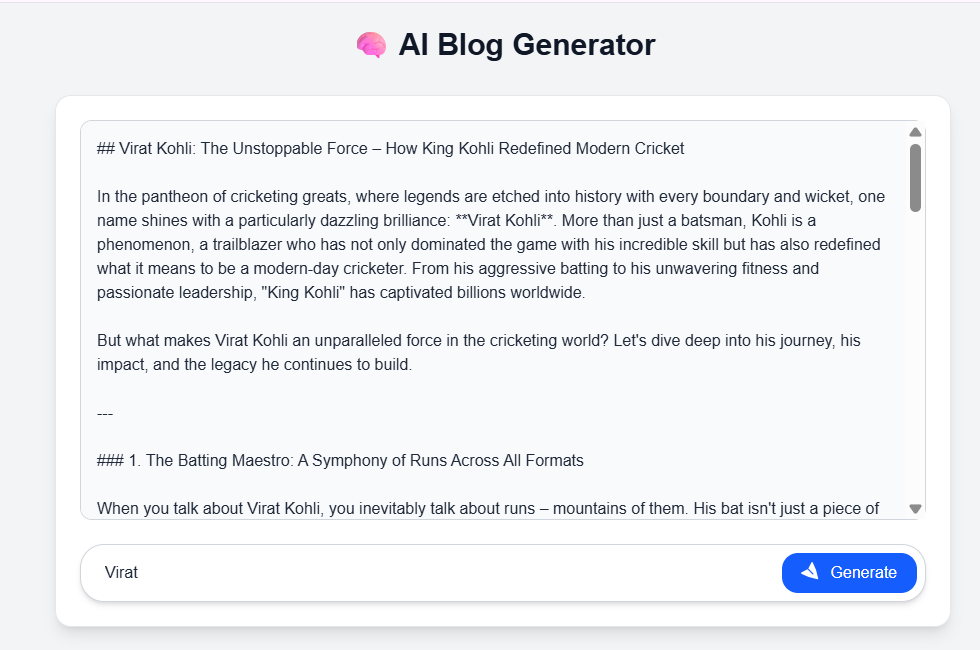 AI Blog Generator
## Virat Kohli: The Unstoppable Force – How King Kohli Redefined Modern Cricket
In the pantheon of cricketing greats, where legends are etched into history with every boundary and wicket, one
name shines with a particularly dazzling brilliance: **Virat Kohli**. More than just a batsman, Kohli is a
phenomenon, a trailblazer who has not only dominated the game with his incredible skill but has also redefined
what it means to be a modern-day cricketer. From his aggressive batting to his unwavering fitness and
passionate leadership, "King Kohli" has captivated billions worldwide.
But what makes Virat Kohli an unparalleled force in the cricketing world? Let's dive deep into his journey, his
impact, and the legacy he continues to build.
---
### 1. The Batting Maestro: A Symphony of Runs Across All Formats
When you talk about Virat Kohli, you inevitably talk about runs – mountains of them. His bat isn't just a piece of
Virat
Generate